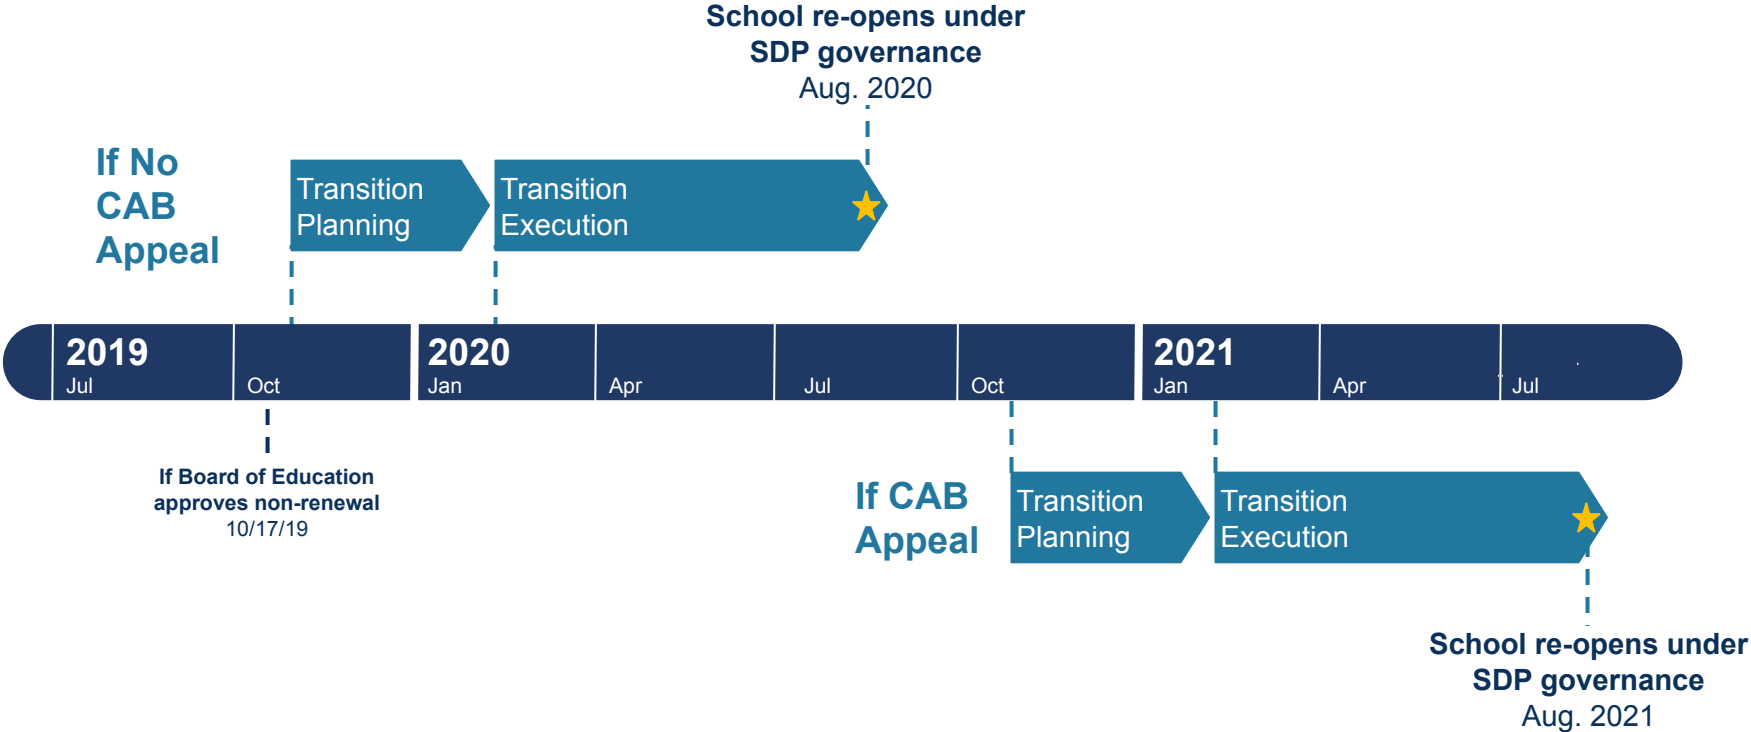 School re-opens under
SDP governance
Aug. 2020
If No
CAB
Appeal
Transition
Planning
Transition
Execution
2019
Jul
Oct
2020
Jan
Apr
Jul
Oct
2021
Jan
Apr
Jul
If Board of Education
approves non-renewal
10/17/19
If CAB
Appeal
Transition
Planning
Transition
Execution
School re-opens under
SDP governance
Aug. 2021